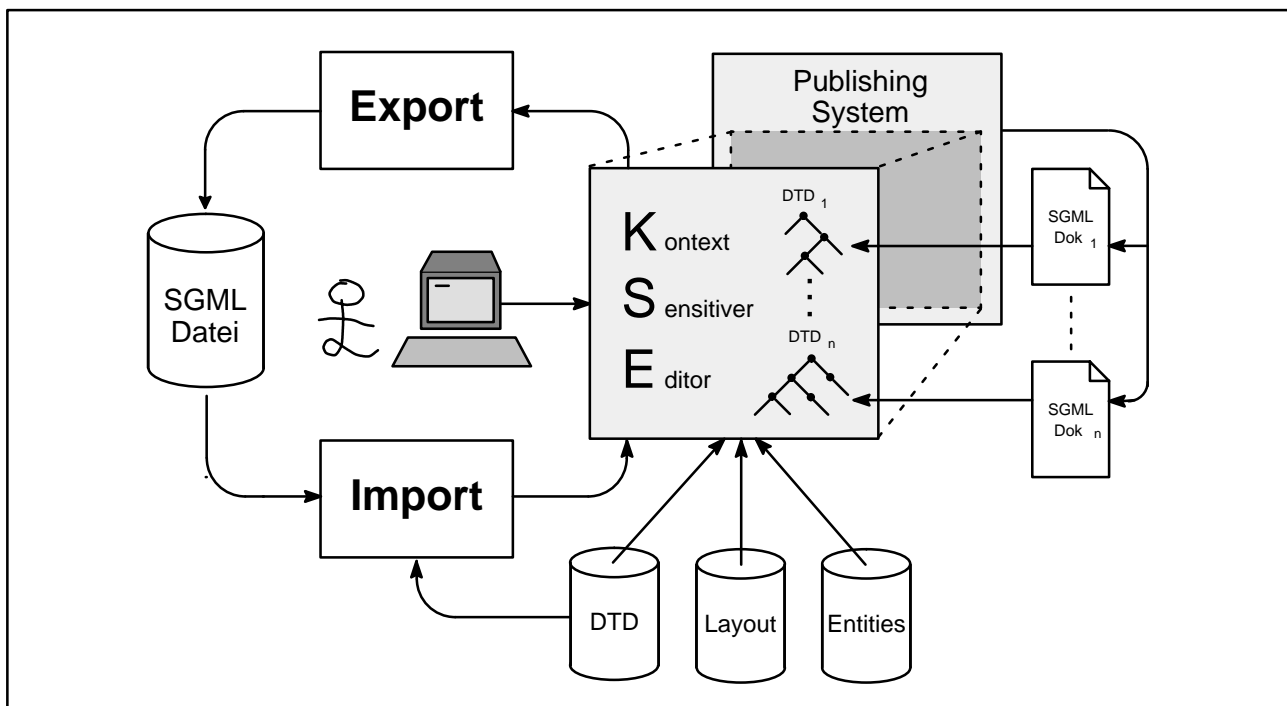 Publishing
System
Export
DTD 1
SGML
Dok 1
K ontext
SGML
Datei
S ensitiver
DTD n
E ditor
SGML
Dok n
Import
DTD
Layout
Entities